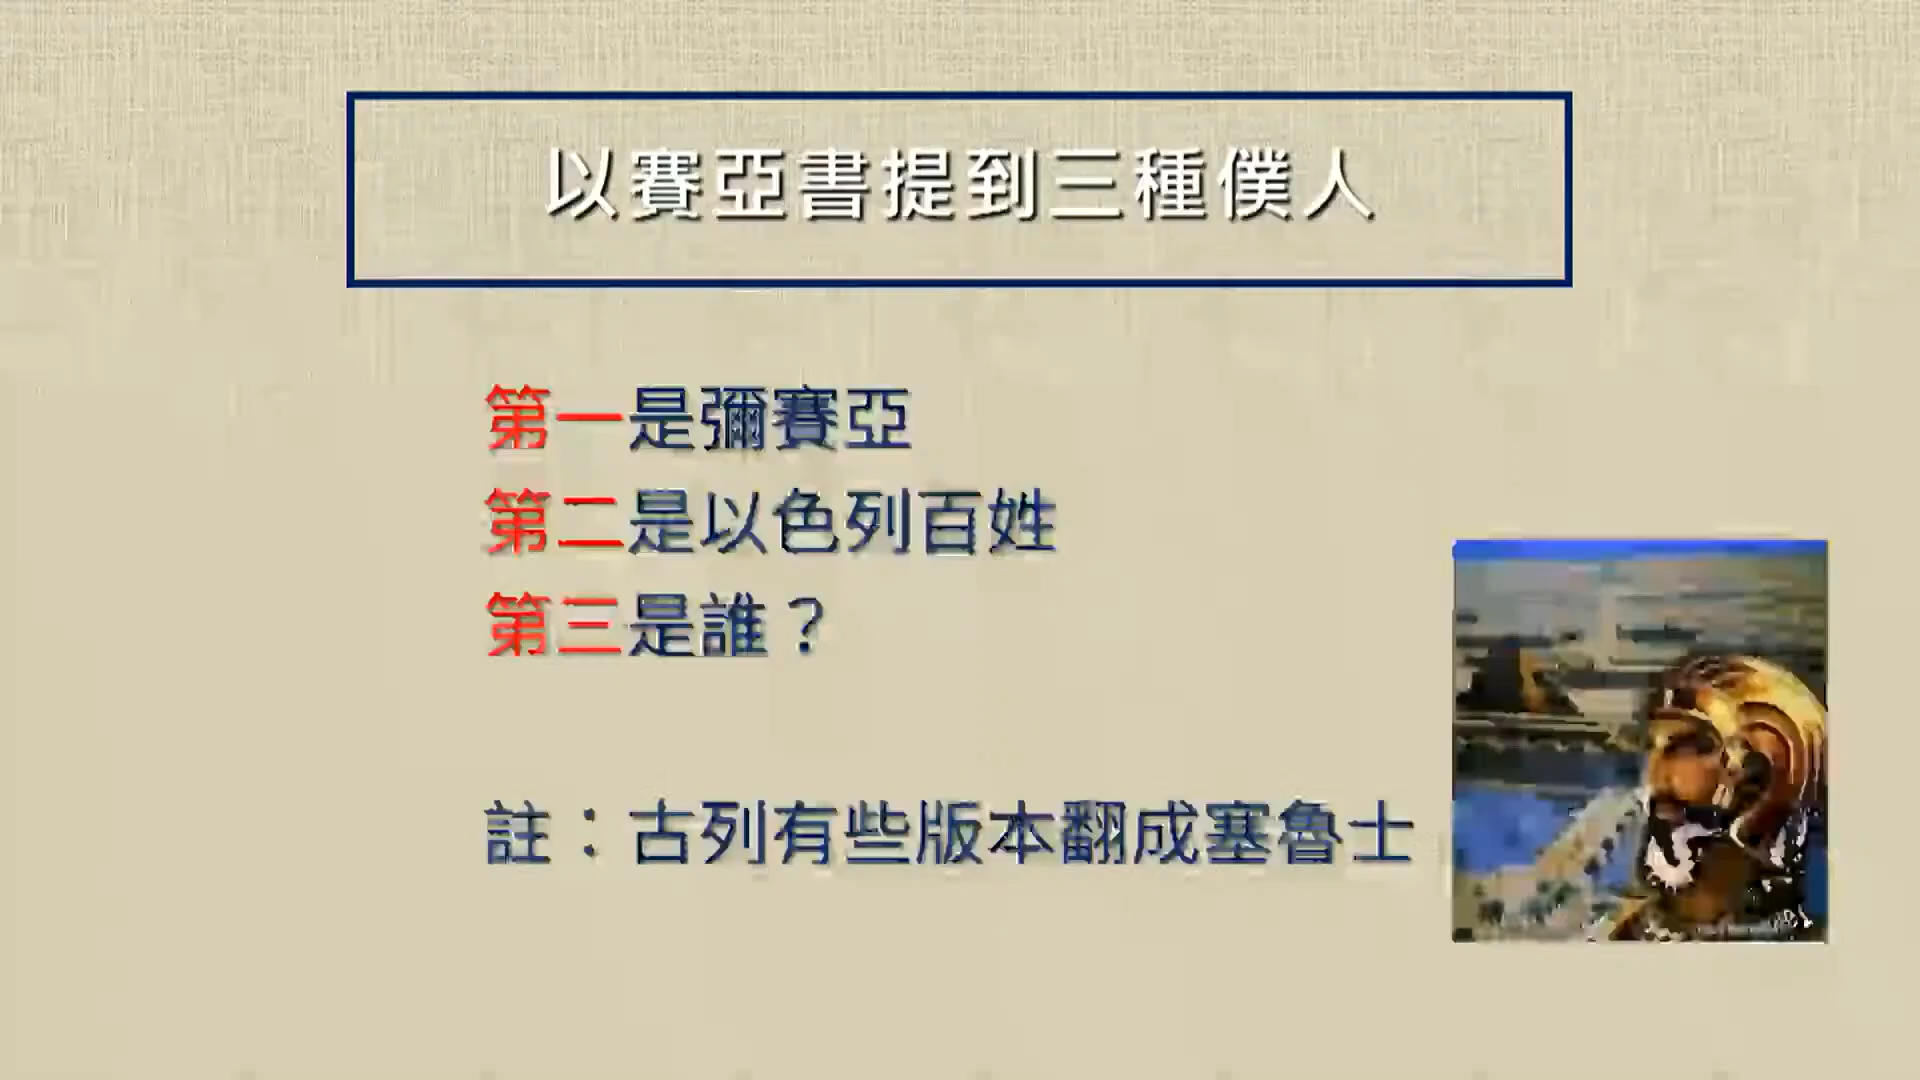 以賽亞書提到三種僕人
第一是彌賽亞
第二是以色列百姓
第三是誰？
註：古列有些版本翻成塞魯士